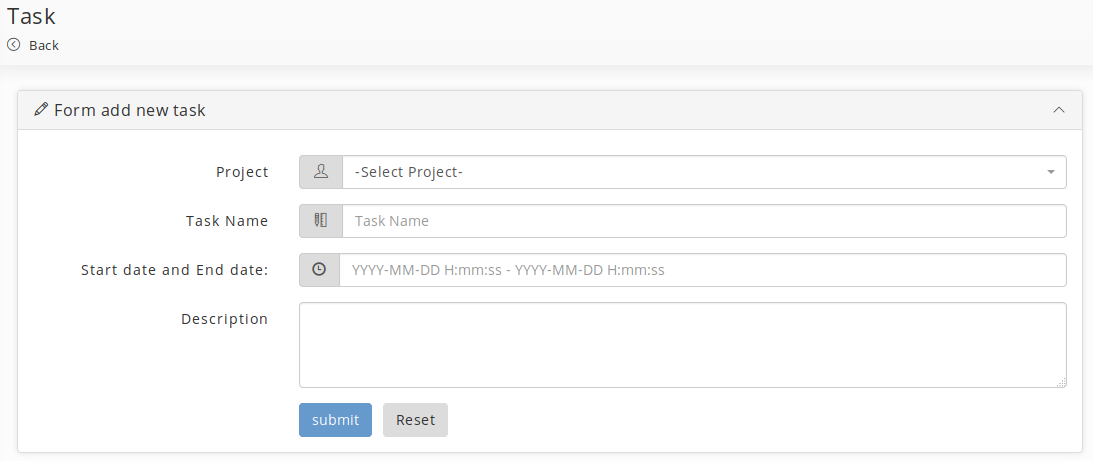 Task
Back
Form add new task
Project
-Select Project-
Task Name
Task Name
Start date and End date:
YYYY-MM-DD H:mm:ss - YYYY-MM-DD H:mm:ss
Description
submit Reset